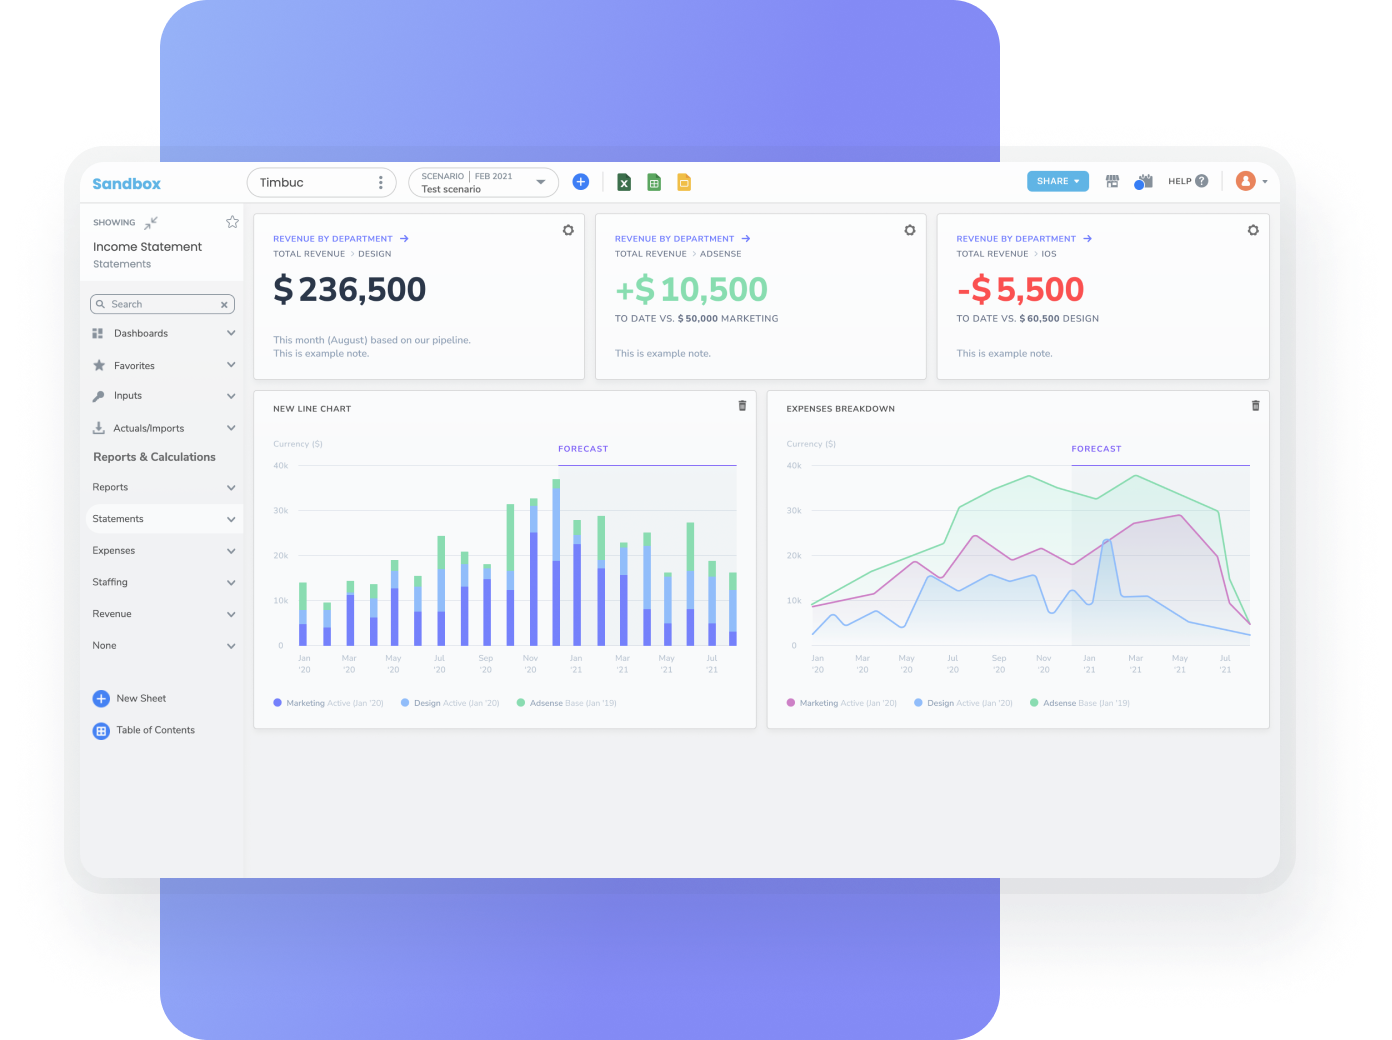 Sandbox
Timbuc
SCENARIO | FEB 2021
Test scenario
SHARE
HELP ?
SHOWING
Income Statement
Statements
Search
Dashboards
Favorites
Inputs
Actuals/Imports
Reports & Calculations
Reports
Statements
Expenses
Staffing
Revenue
None
New Sheet
Table of Contents
REVENUE BY DEPARTMENT →
TOTAL REVENUE > DESIGN
$ 236,500
This month (August) based on our pipeline.
This is example note.
REVENUE BY DEPARTMENT →
TOTAL REVENUE > ADSENSE
+$ 10,500
TO DATE VS. $ 50,000 MARKETING
This is example note.
REVENUE BY DEPARTMENT →
TOTAL REVENUE > IOS
-$ 5,500
TO DATE VS. $ 60,500 DESIGN
This is example note.
NEW LINE CHART
Currency ($)
FORECAST
40k
30k
20k
10k
0
Jan Mar May Jul Sep Nov Jan Mar May Jul
'20 '20 '20 '20 '20 '20 '21 '21 '21 '21
Marketing Active (Jan '20) Design Active (Jan '20) Adsense Base (Jan '19)
EXPENSES BREAKDOWN
Currency ($)
FORECAST
40k
30k
20k
10k
0
Jan Mar May Jul Sep Nov Jan Mar May Jul
'20 '20 '20 '20 '20 '20 '21 '21 '21 '21
Marketing Active (Jan '20) Design Active (Jan '20) Adsense Base (Jan '19)